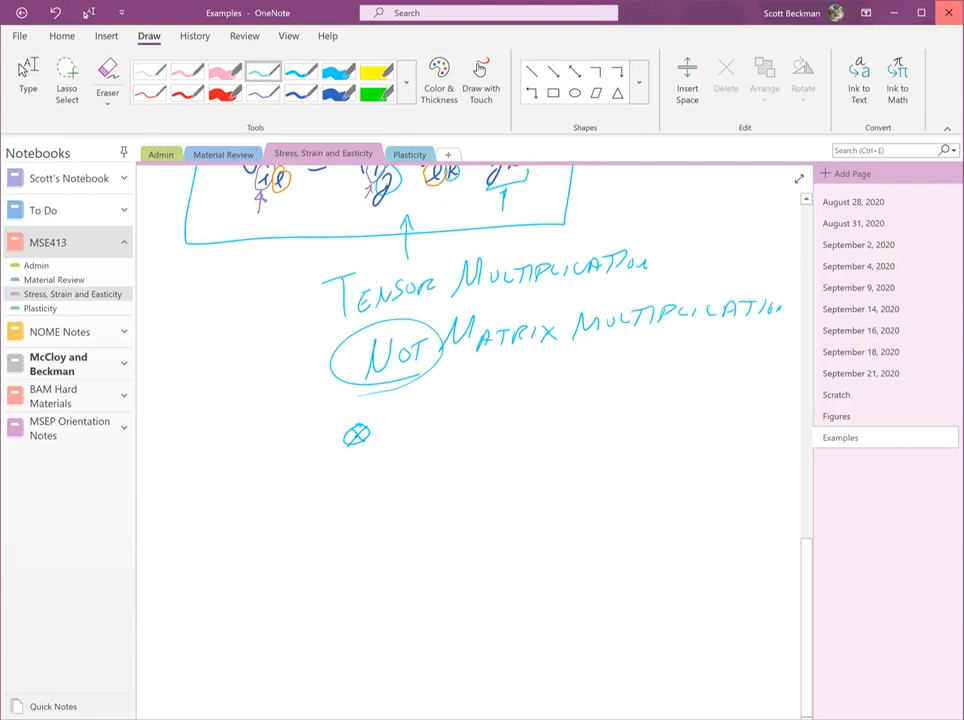 Examples - OneNote
Search
Scott Beckman
File Home Insert Draw History Review View Help
Type
Lasso Select
Eraser
Color & Thickness
Draw with Touch
Insert Space
Delete
Arrange
Rotate
Ink to Text
Ink to Math
Tools
Shapes
Edit
Convert
Notebooks
Admin
Material Review
Stress, Strain and Easticity
Plasticity
Search (Ctrl+E)
Scott's Notebook
To Do
MSE413
Admin
Material Review
Stress, Strain and Easticity
Plasticity
NOME Notes
McCloy and Beckman
BAM Hard Materials
MSEP Orientation Notes
Quick Notes
TENSOR MULTIPLICATION
NOT MATRIX MULTIPLICATION
⊗
Add Page
August 28, 2020
August 31, 2020
September 2, 2020
September 4, 2020
September 9, 2020
September 14, 2020
September 16, 2020
September 18, 2020
September 21, 2020
Scratch
Figures
Examples